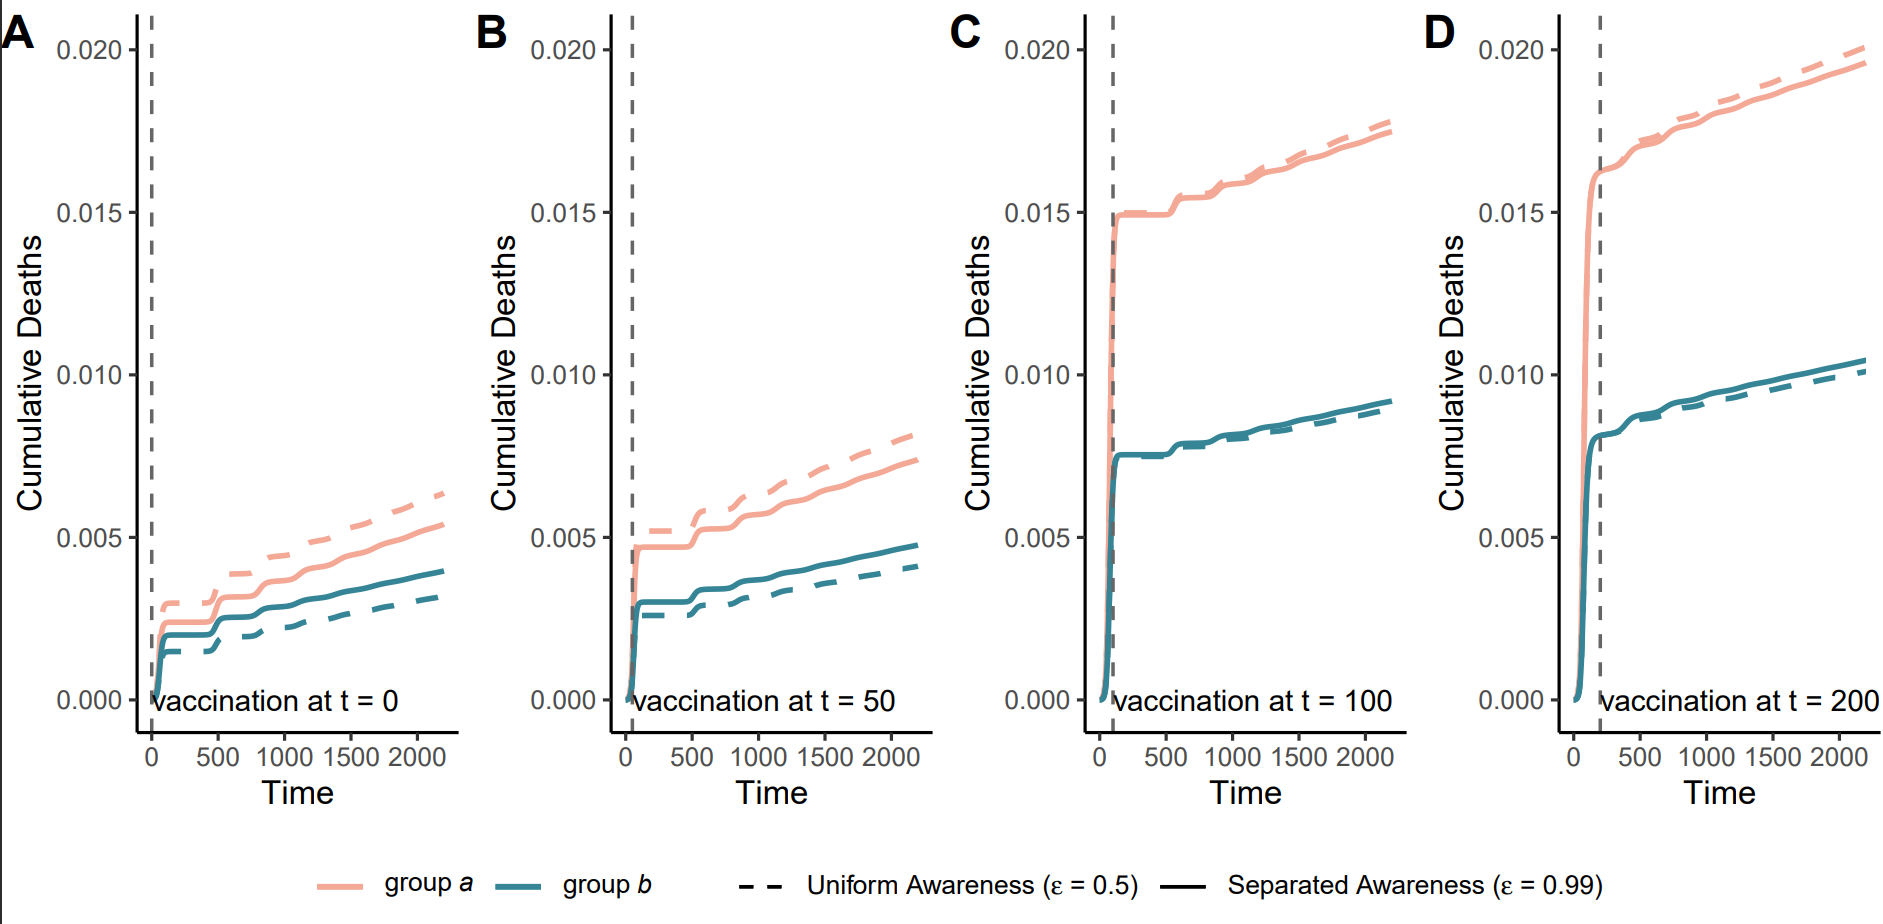 A
B
C
D
Cumulative Deaths
0.020
0.015
0.010
0.005
0.000
vaccination at t = 0
0 500 1000 1500 2000
Time
Cumulative Deaths
0.020
0.015
0.010
0.005
0.000
vaccination at t = 50
0 500 1000 1500 2000
Time
Cumulative Deaths
0.020
0.015
0.010
0.005
0.000
vaccination at t = 100
0 500 1000 1500 2000
Time
Cumulative Deaths
0.020
0.015
0.010
0.005
0.000
vaccination at t = 200
0 500 1000 1500 2000
Time
group a group b Uniform Awareness (ε = 0.5) Separated Awareness (ε = 0.99)